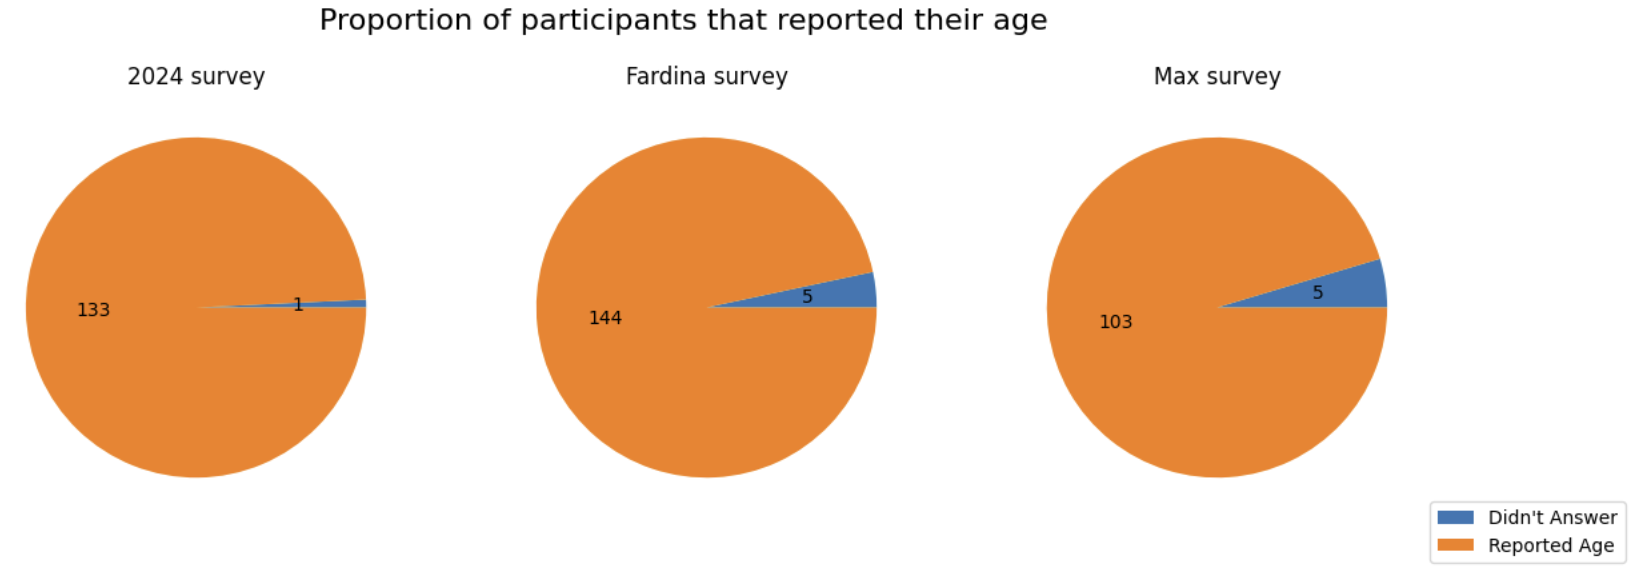 Proportion of participants that reported their age
2024 survey
Fardina survey
Max survey
133
1
144
5
103
5
Didn't Answer
Reported Age